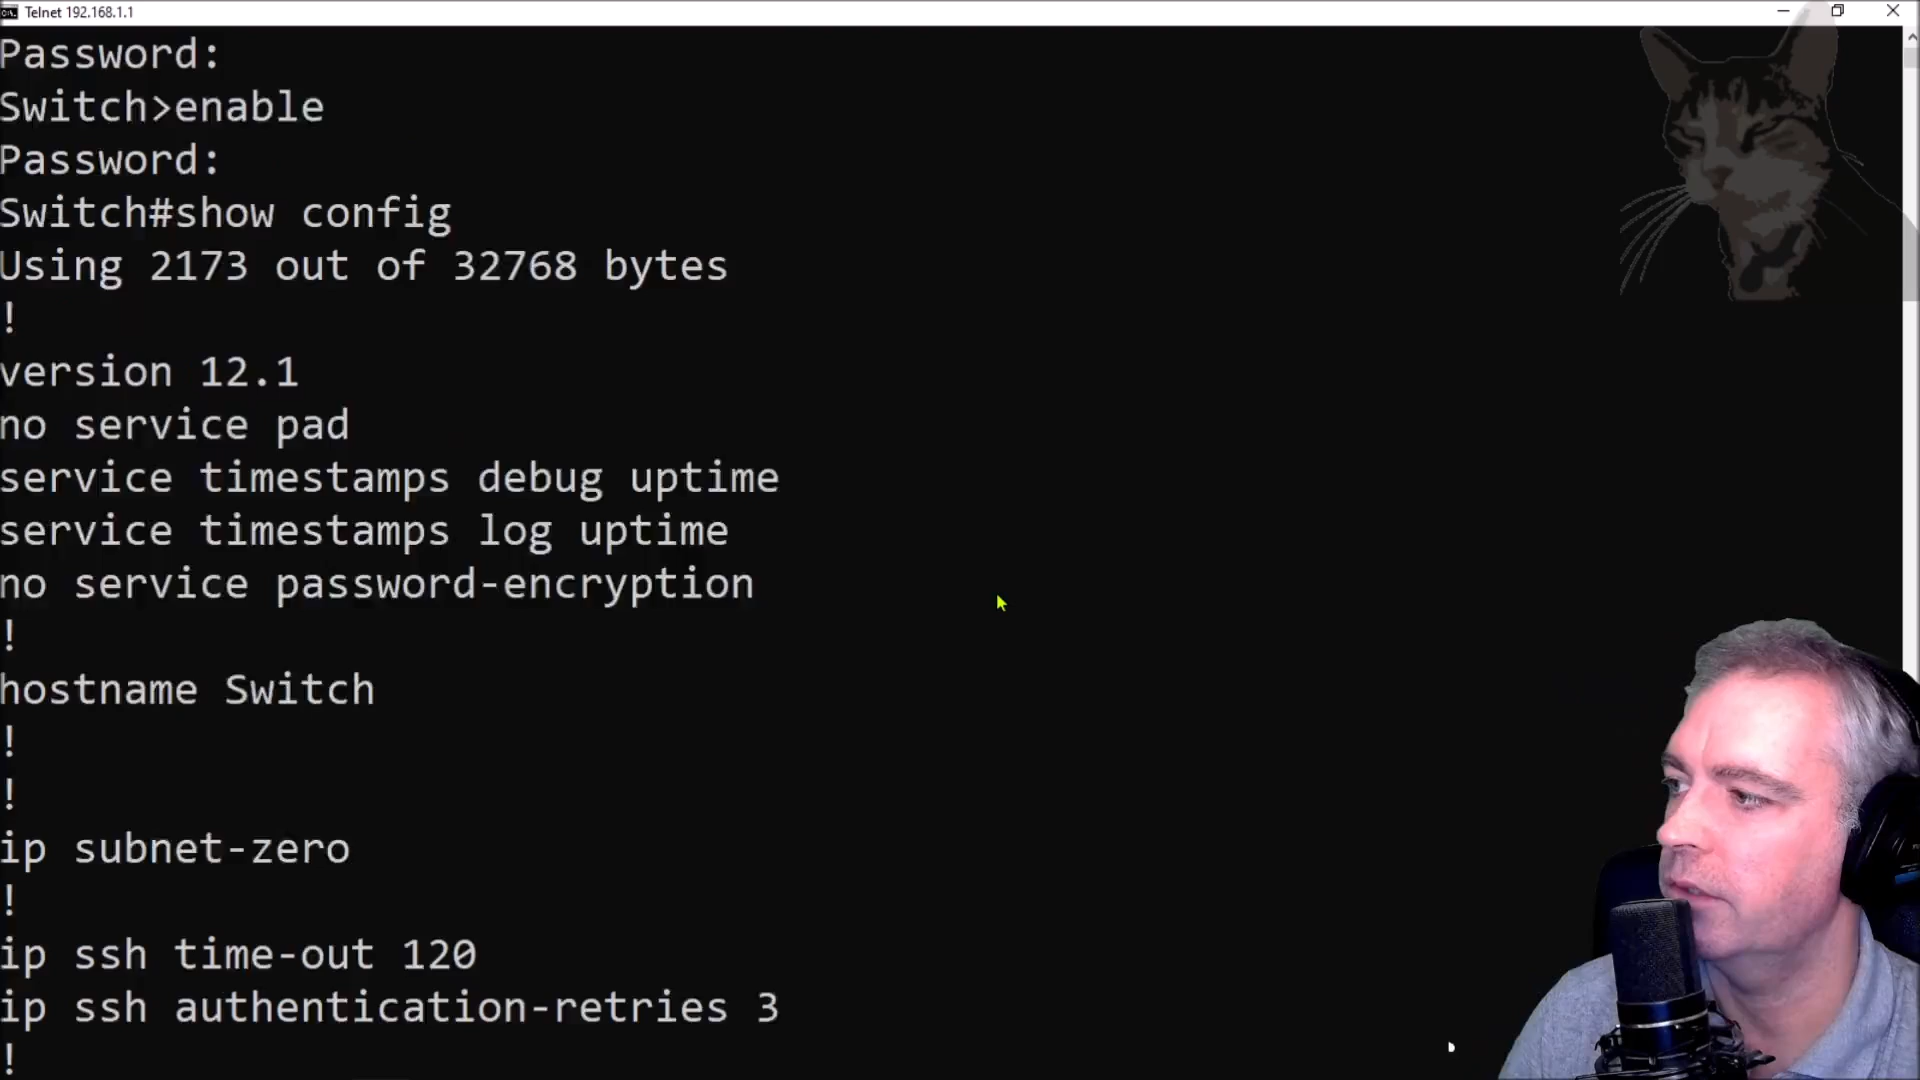 Telnet 192.168.1.1
Password:
Switch>enable
Password:
Switch#show config
Using 2173 out of 32768 bytes
!
version 12.1
no service pad
service timestamps debug uptime
service timestamps log uptime
no service password-encryption
!
hostname Switch
!
!
ip subnet-zero
!
ip ssh time-out 120
ip ssh authentication-retries 3
!